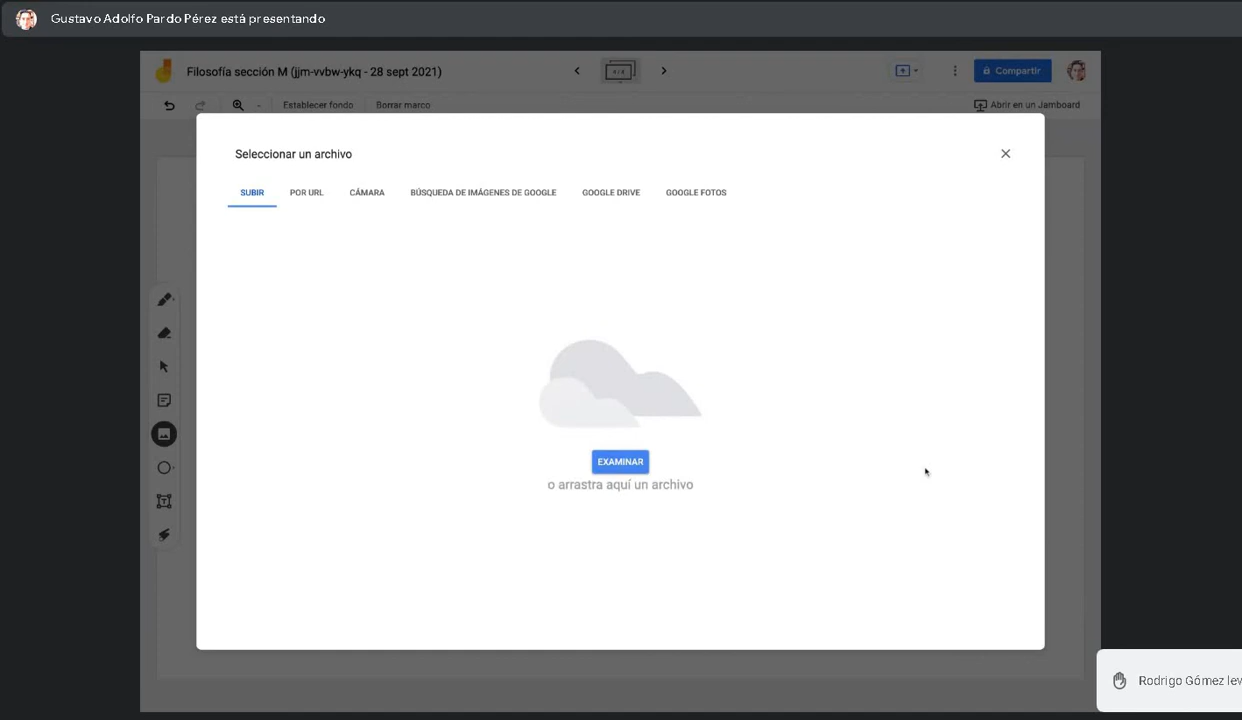 Gustavo Adolfo Pardo Pérez está presentando
Filosofía sección M (jjm-vvbw-ykq - 28 sept 2021)
Compartir
Establecer fondo
Borrar marco
Abrir en un Jamboard
Seleccionar un archivo
SUBIR
POR URL
CÁMARA
BÚSQUEDA DE IMÁGENES DE GOOGLE
GOOGLE DRIVE
GOOGLE FOTOS
EXAMINAR
o arrastra aquí un archivo
Rodrigo Gómez lev